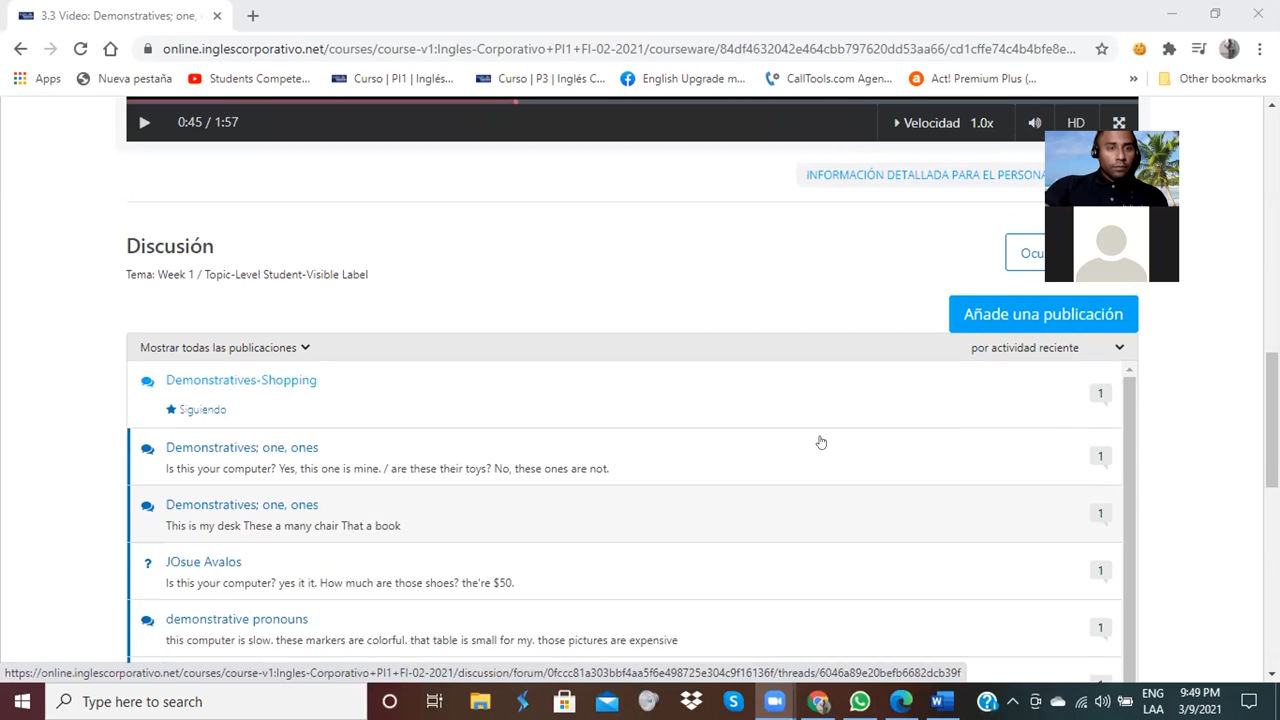 3.3 Video: Demonstratives; one,
online.inglescorporativo.net/courses/course-v1:Ingles-Corporativo+PI1+FI-02-2021/courseware/84df4632042e464cbb797620dd53aa66/cd1cffe74c4b4bfe8e...
Apps Nueva pestaña Students Compete... Curso | PI1 | Inglés... Curso | P3 | Inglés C... English Upgrade m... CallTools.com Agen... Act! Premium Plus (... » Other bookmarks
0:45 / 1:57 Velocidad 1.0x HD
INFORMACIÓN DETALLADA PARA EL PERSONA
Discusión
Ocu
Tema: Week 1 / Topic-Level Student-Visible Label
Añade una publicación
Mostrar todas las publicaciones por actividad reciente
Demonstratives-Shopping
1
Siguiendo
Demonstratives; one, ones
1
Is this your computer? Yes, this one is mine. / are these their toys? No, these ones are not.
Demonstratives; one, ones
1
This is my desk These a many chair That a book
? JOsue Avalos
1
Is this your computer? yes it it. How much are those shoes? the're $50.
demonstrative pronouns
1
this computer is slow. these markers are colorful. that table is small for my. those pictures are expensive
https://online.inglescorporativo.net/courses/course-v1:Ingles-Corporativo+PI1+FI-02-2021/discussion/forum/0fccc81a303bbf4aa5f6e498725e304c9f16136f/threads/6046a89e20befb6682dcb39f
Type here to search
ENG
LAA
9:49 PM
3/9/2021